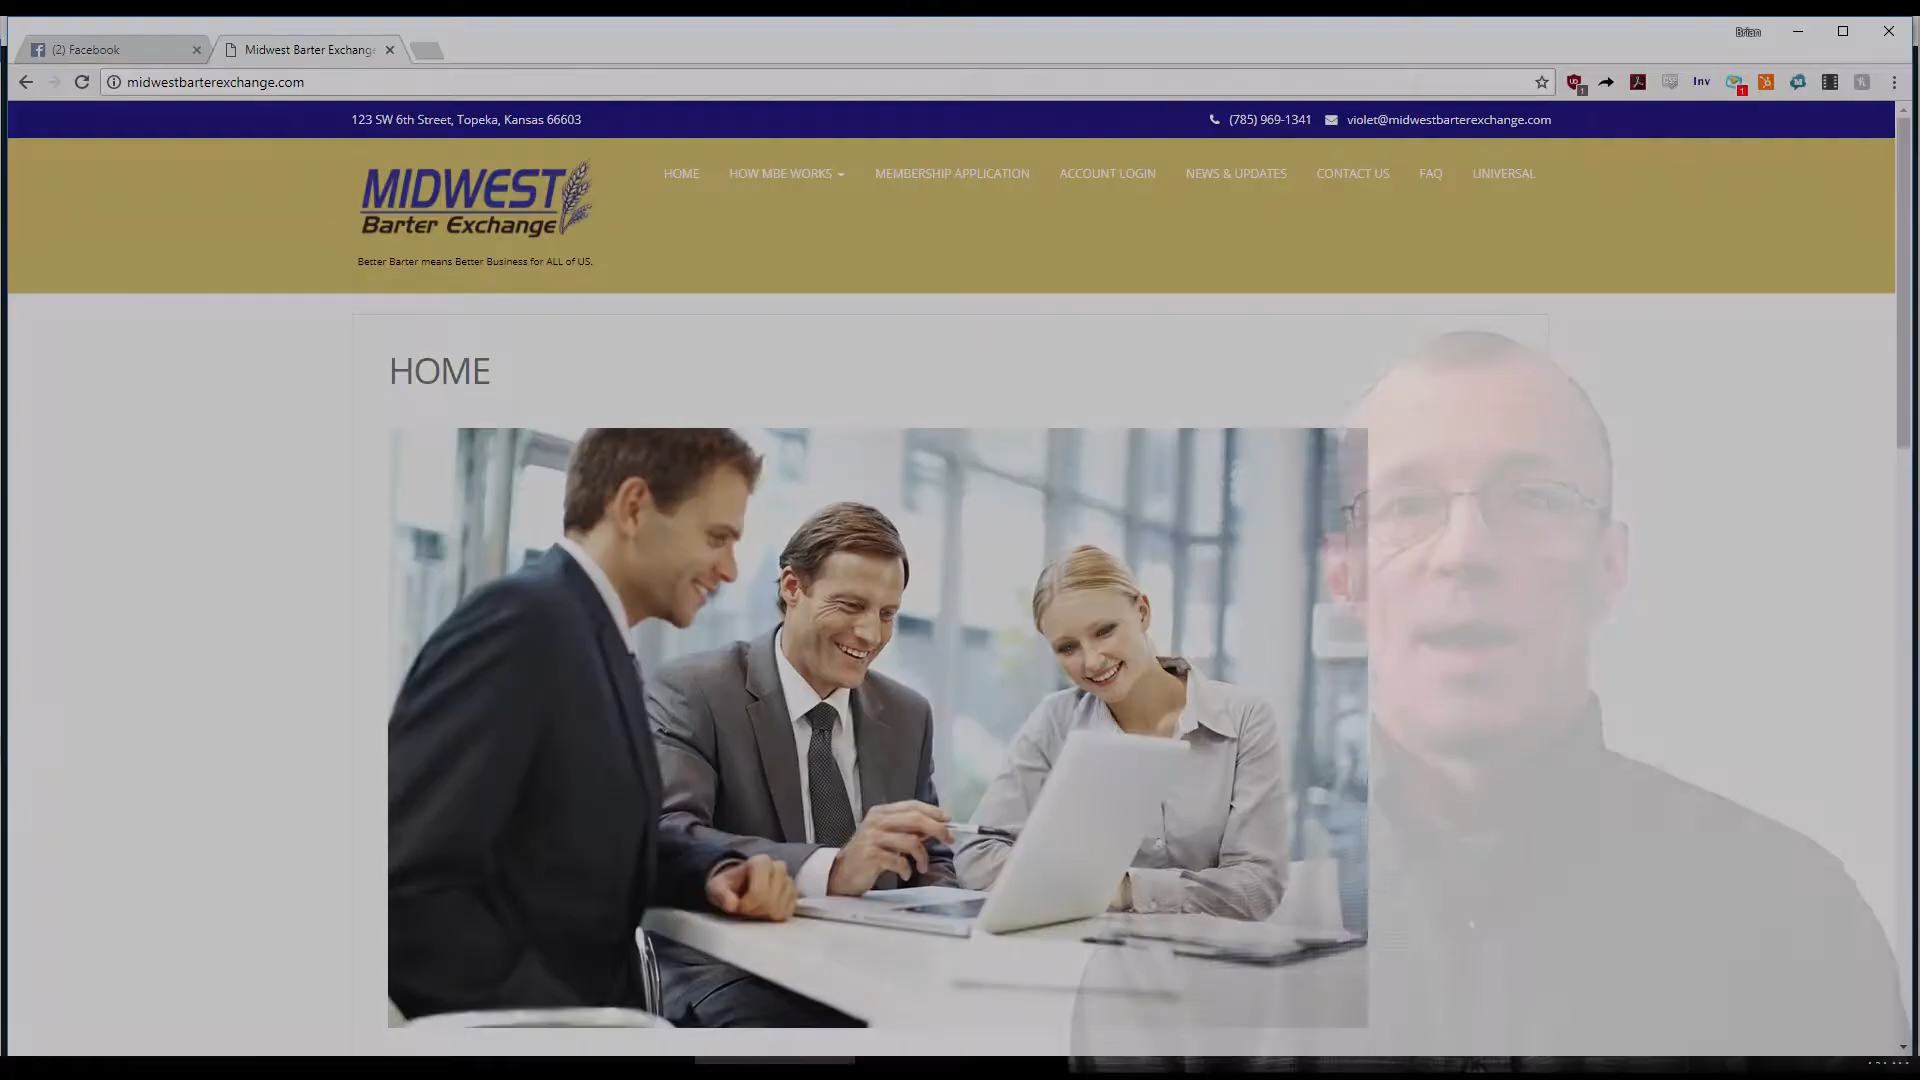 (2) Facebook
Midwest Barter Exchange
Brian
midwestbarterexchange.com
1
Inv
1
123 SW 6th Street, Topeka, Kansas 66603
(785) 969-1341
violet@midwestbarterexchange.com
MIDWEST
Barter Exchange
Better Barter means Better Business for ALL of US.
HOME
HOW MBE WORKS
MEMBERSHIP APPLICATION
ACCOUNT LOGIN
NEWS & UPDATES
CONTACT US
FAQ
UNIVERSAL
HOME